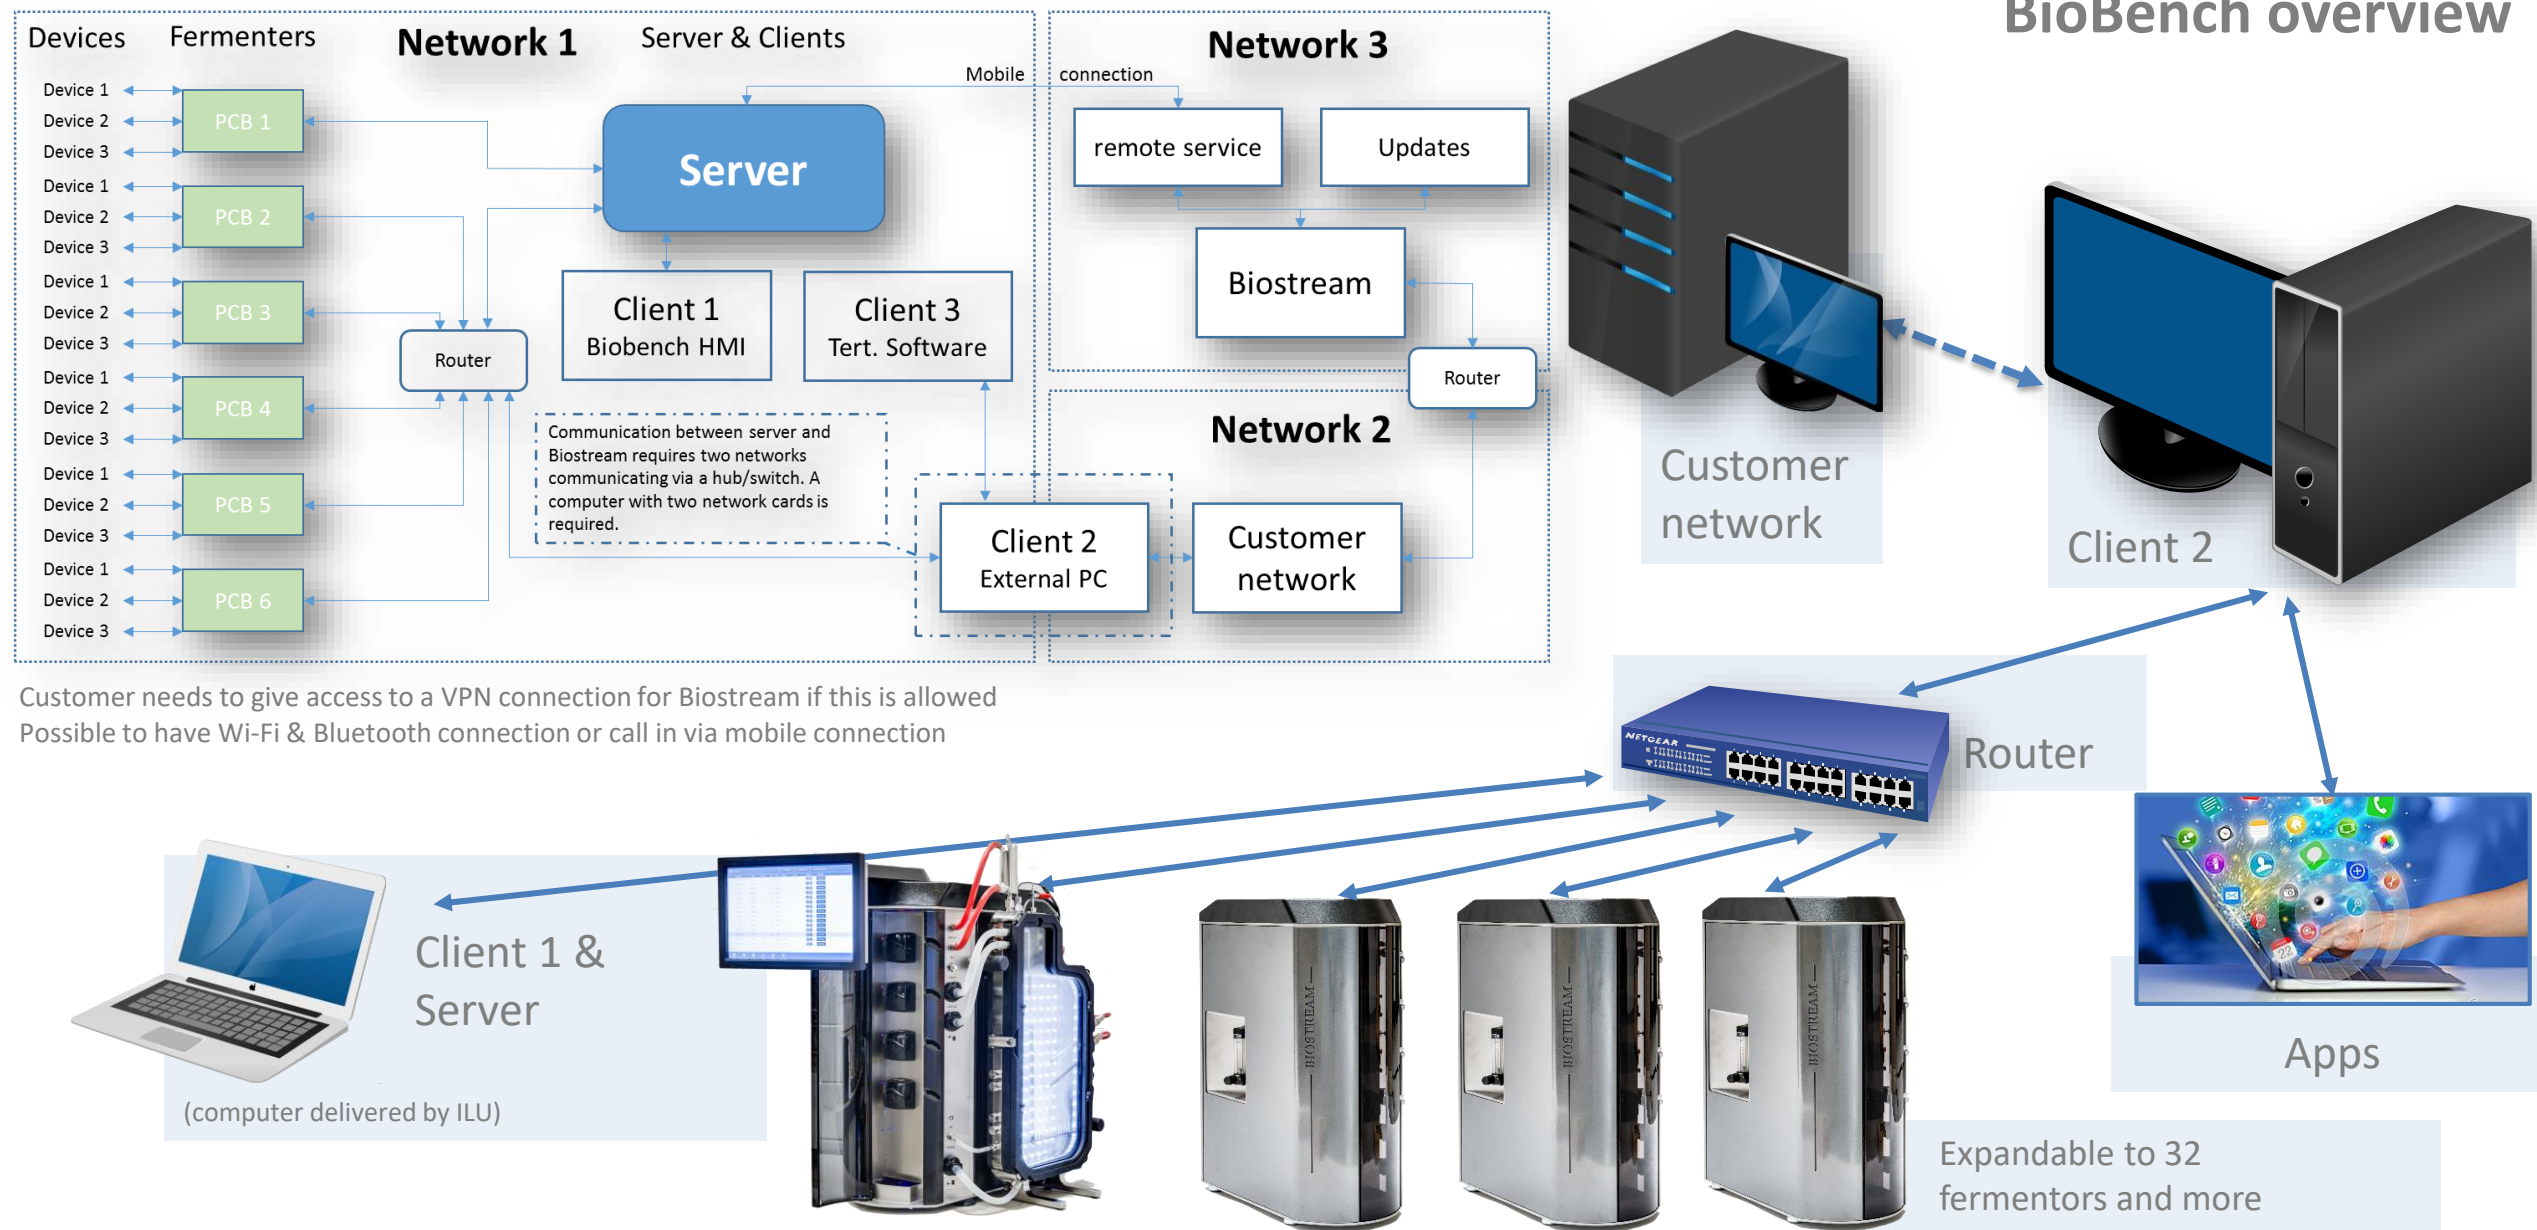 BioBench overview
Devices
Fermenters
Network 1
Server & Clients
Device 1
Device 2
Device 3
PCB 1
Device 1
Device 2
Device 3
PCB 2
Device 1
Device 2
Device 3
PCB 3
Device 1
Device 2
Device 3
PCB 4
Device 1
Device 2
Device 3
PCB 5
Device 1
Device 2
Device 3
PCB 6
Router
Server
Client 1
Biobench HMI
Client 3
Tert. Software
Communication between server and
Biostream requires two networks
communicating via a hub/switch. A
computer with two network cards is
required.
Client 2
External PC
Mobile connection
Network 3
remote service
Updates
Biostream
Router
Network 2
Customer
network
Customer needs to give access to a VPN connection for Biostream if this is allowed
Possible to have Wi-Fi & Bluetooth connection or call in via mobile connection
Customer
network
Client 2
NETGEAR
Router
Client 1 &
Server
(computer delivered by ILU)
BIOSTREAM
BIOSTREAM
BIOSTREAM
22
Apps
Expandable to 32
fermentors and more